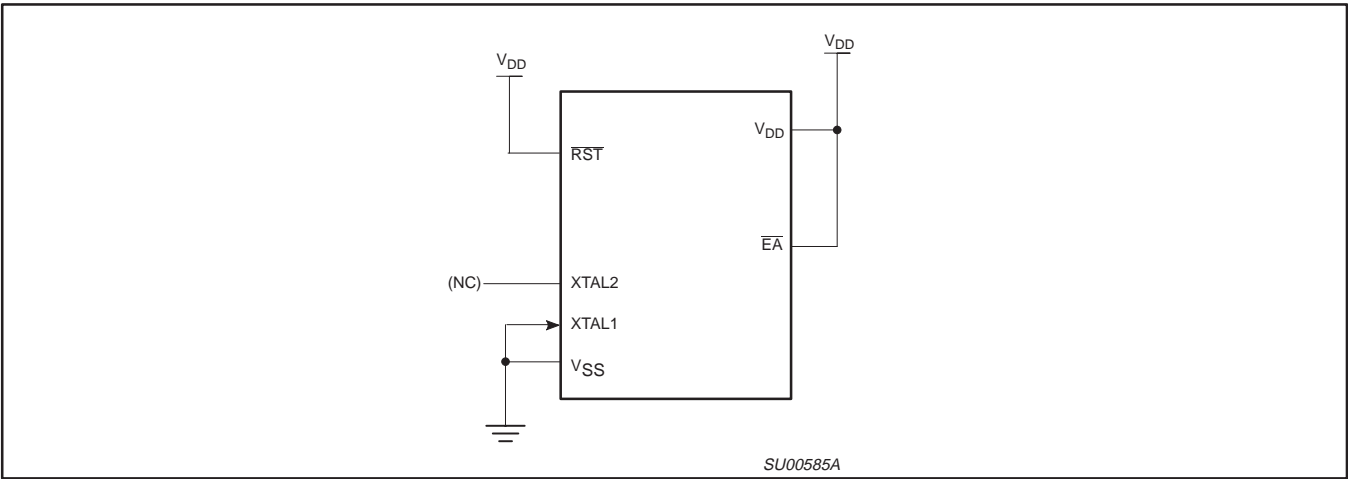 VDD
VDD
VDD
RST
EA
(NC)
XTAL2
XTAL1
VSS
SU00585A